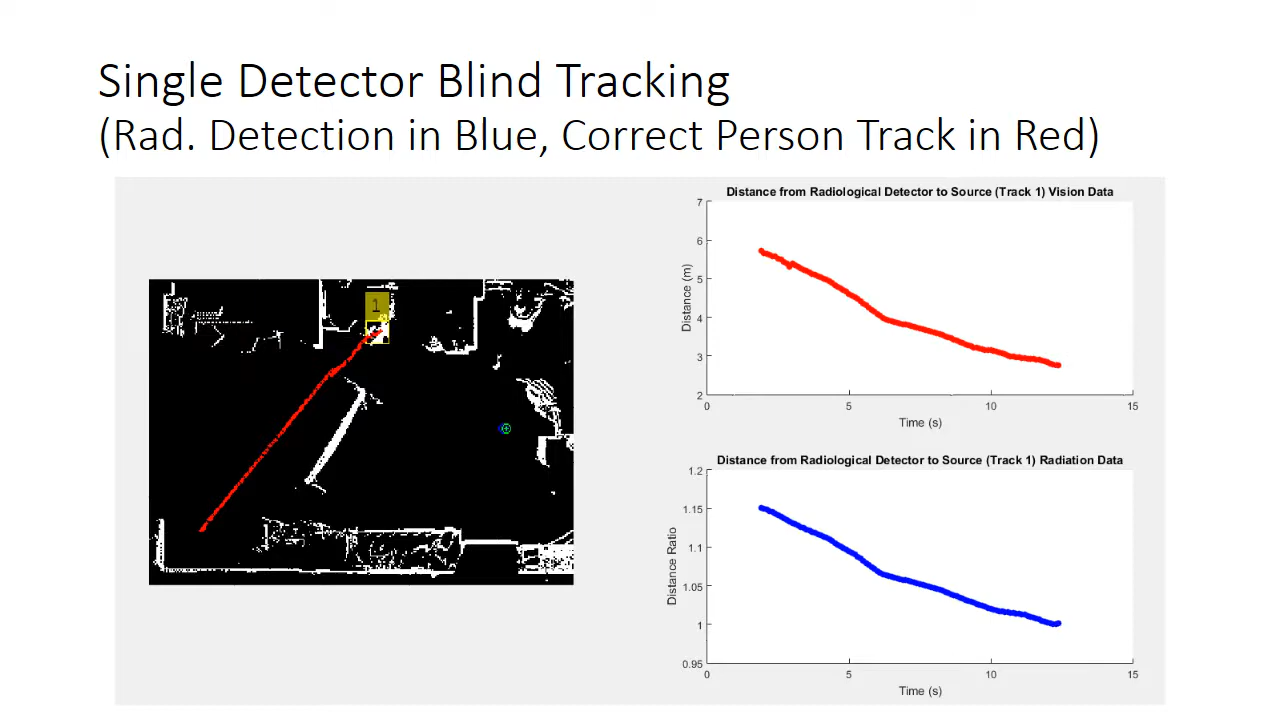 Single Detector Blind Tracking
(Rad. Detection in Blue, Correct Person Track in Red)
1
Distance from Radiological Detector to Source (Track 1) Vision Data
7
6
5
4
3
2
0
5
10
15
Distance (m)
Time (s)
Distance from Radiological Detector to Source (Track 1) Radiation Data
1.2
1.15
1.1
1.05
1
0.95
0
5
10
15
Distance Ratio
Time (s)